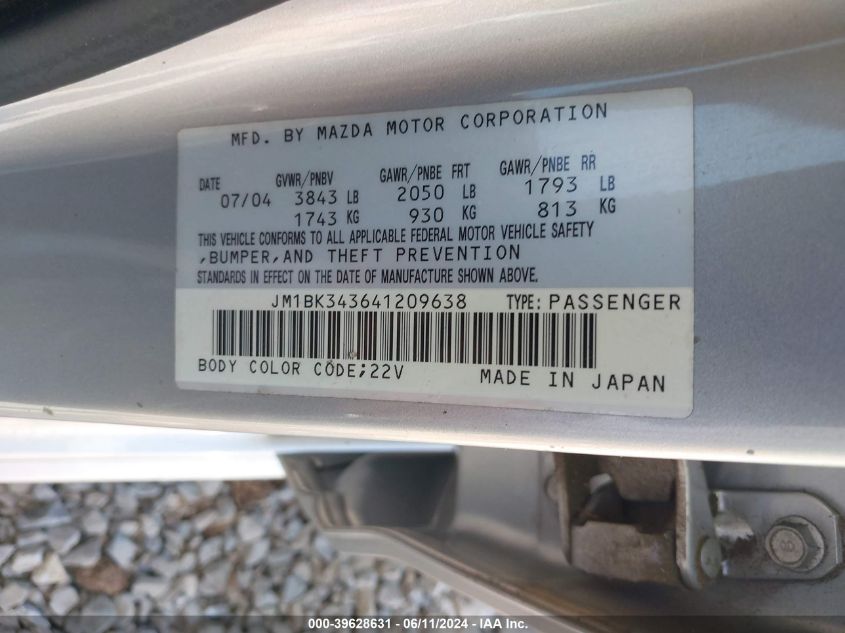 MFD. BY MAZDA MOTOR CORPORATION
DATE GVWR/PNBV GAWR/PNBE FRT GAWR/PNBE RR
07/04 3843 LB 2050 LB 1793 LB
1743 KG 930 KG 813 KG
THIS VEHICLE CONFORMS TO ALL APPLICABLE FEDERAL MOTOR VEHICLE SAFETY
,BUMPER,AND THEFT PREVENTION
STANDARDS IN EFFECT ON THE DATE OF MANUFACTURE SHOWN ABOVE.
JM1BK343641209638 TYPE: PASSENGER
BODY COLOR CODE;22V MADE IN JAPAN
000-39628631 - 06/11/2024 - IAA Inc.